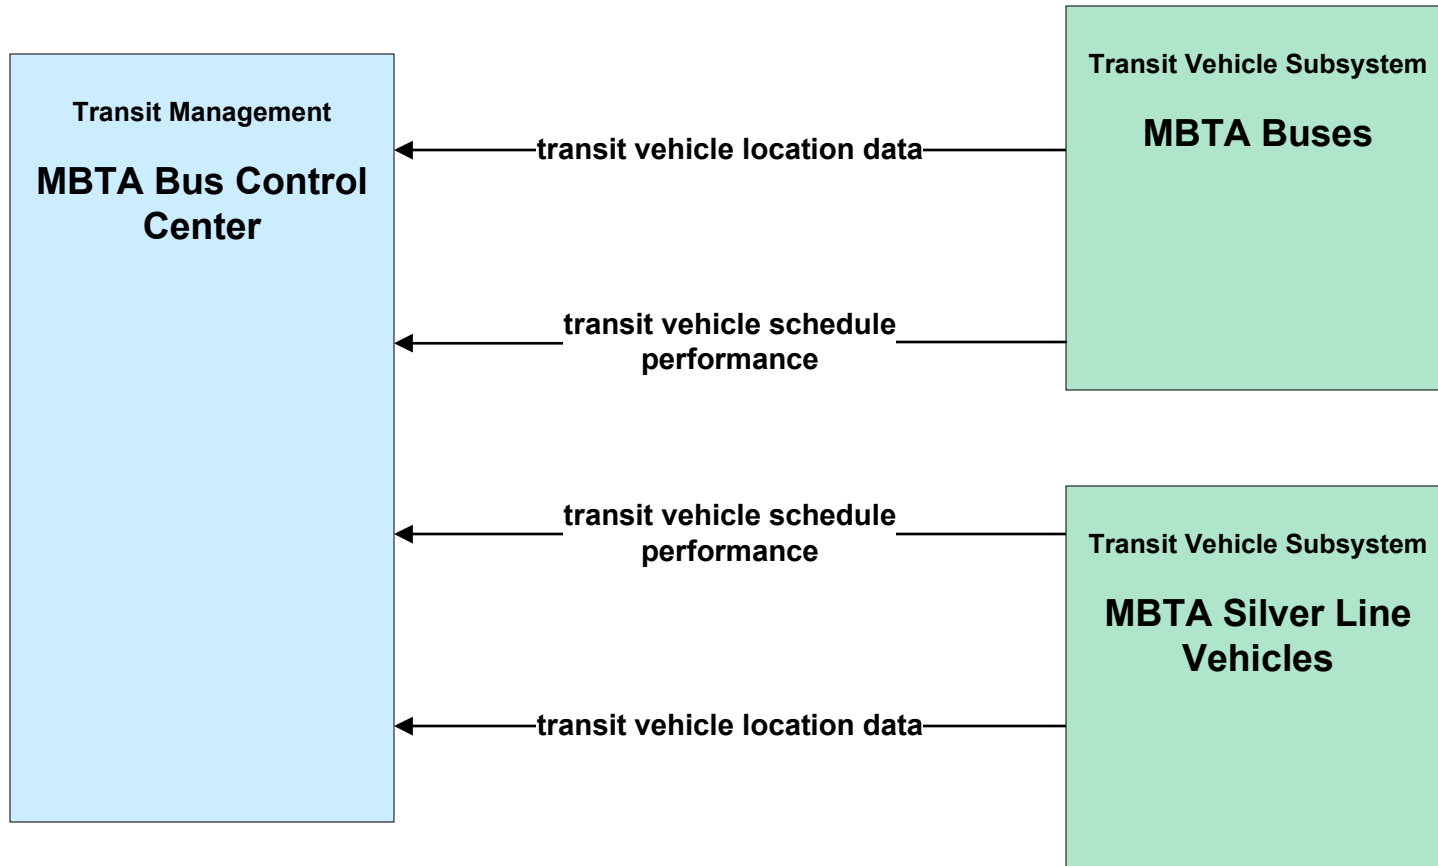 Transit Management
MBTA Bus Control
Center
transit vehicle location data
transit vehicle schedule
performance
transit vehicle schedule
performance
transit vehicle location data
Transit Vehicle Subsystem
MBTA Buses
Transit Vehicle Subsystem
MBTA Silver Line
Vehicles